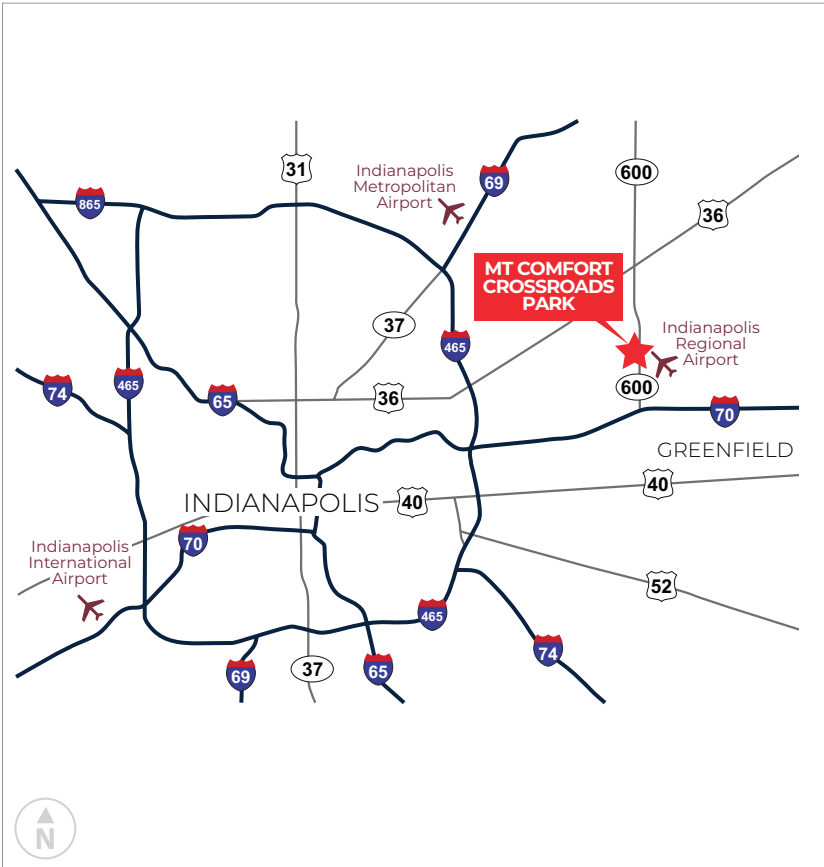 31
600
Indianapolis
Metropolitan
Airport
69
865
36
MT COMFORT
CROSSROADS
PARK
37
Indianapolis
Regional
Airport
465
465
74
600
65
36
70
GREENFIELD
40
INDIANAPOLIS
40
70
Indianapolis
International
Airport
52
465
74
37
65
69
N